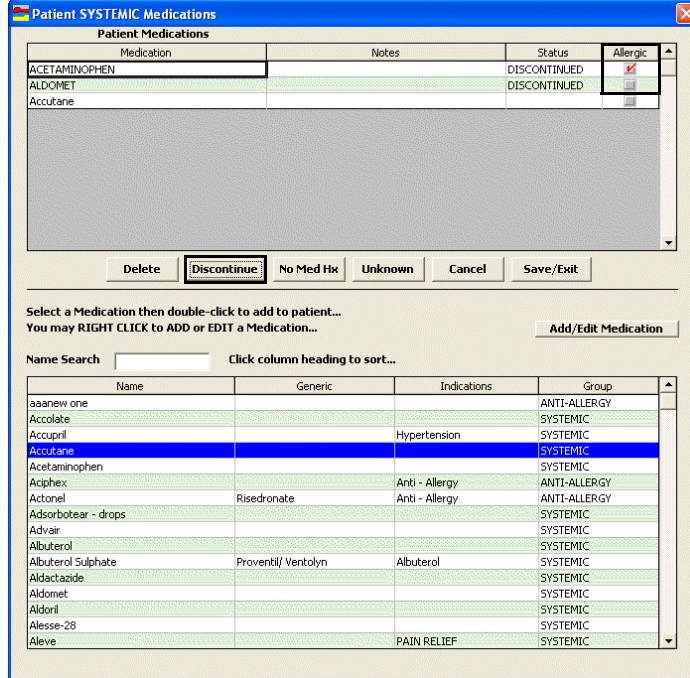 Patient SYSTEMIC Medications
Patient Medications
Medication Notes Status Allergic
ACETAMINOPHEN DISCONTINUED
ALDOMET DISCONTINUED
Accutane
Delete Discontinue No Med Hx Unknown Cancel Save/Exit
Select a Medication then double-click to add to patient...
You may RIGHT CLICK to ADD or EDIT a Medication...
Add/Edit Medication
Name Search Click column heading to sort...
Name Generic Indications Group
aaanew one ANTI-ALLERGY
Accolate SYSTEMIC
Accupril Hypertension SYSTEMIC
Accutane SYSTEMIC
Acetaminophen SYSTEMIC
Aciphex Anti - Allergy ANTI-ALLERGY
Actonel Risedronate Anti - Allergy ANTI-ALLERGY
Adsorbotear - drops SYSTEMIC
Advair SYSTEMIC
Albuterol SYSTEMIC
Albuterol Sulphate Proventil/ Ventolyn Albuterol SYSTEMIC
Aldactazide SYSTEMIC
Aldomet SYSTEMIC
Aldoril SYSTEMIC
Alesse-28 SYSTEMIC
Aleve PAIN RELIEF SYSTEMIC